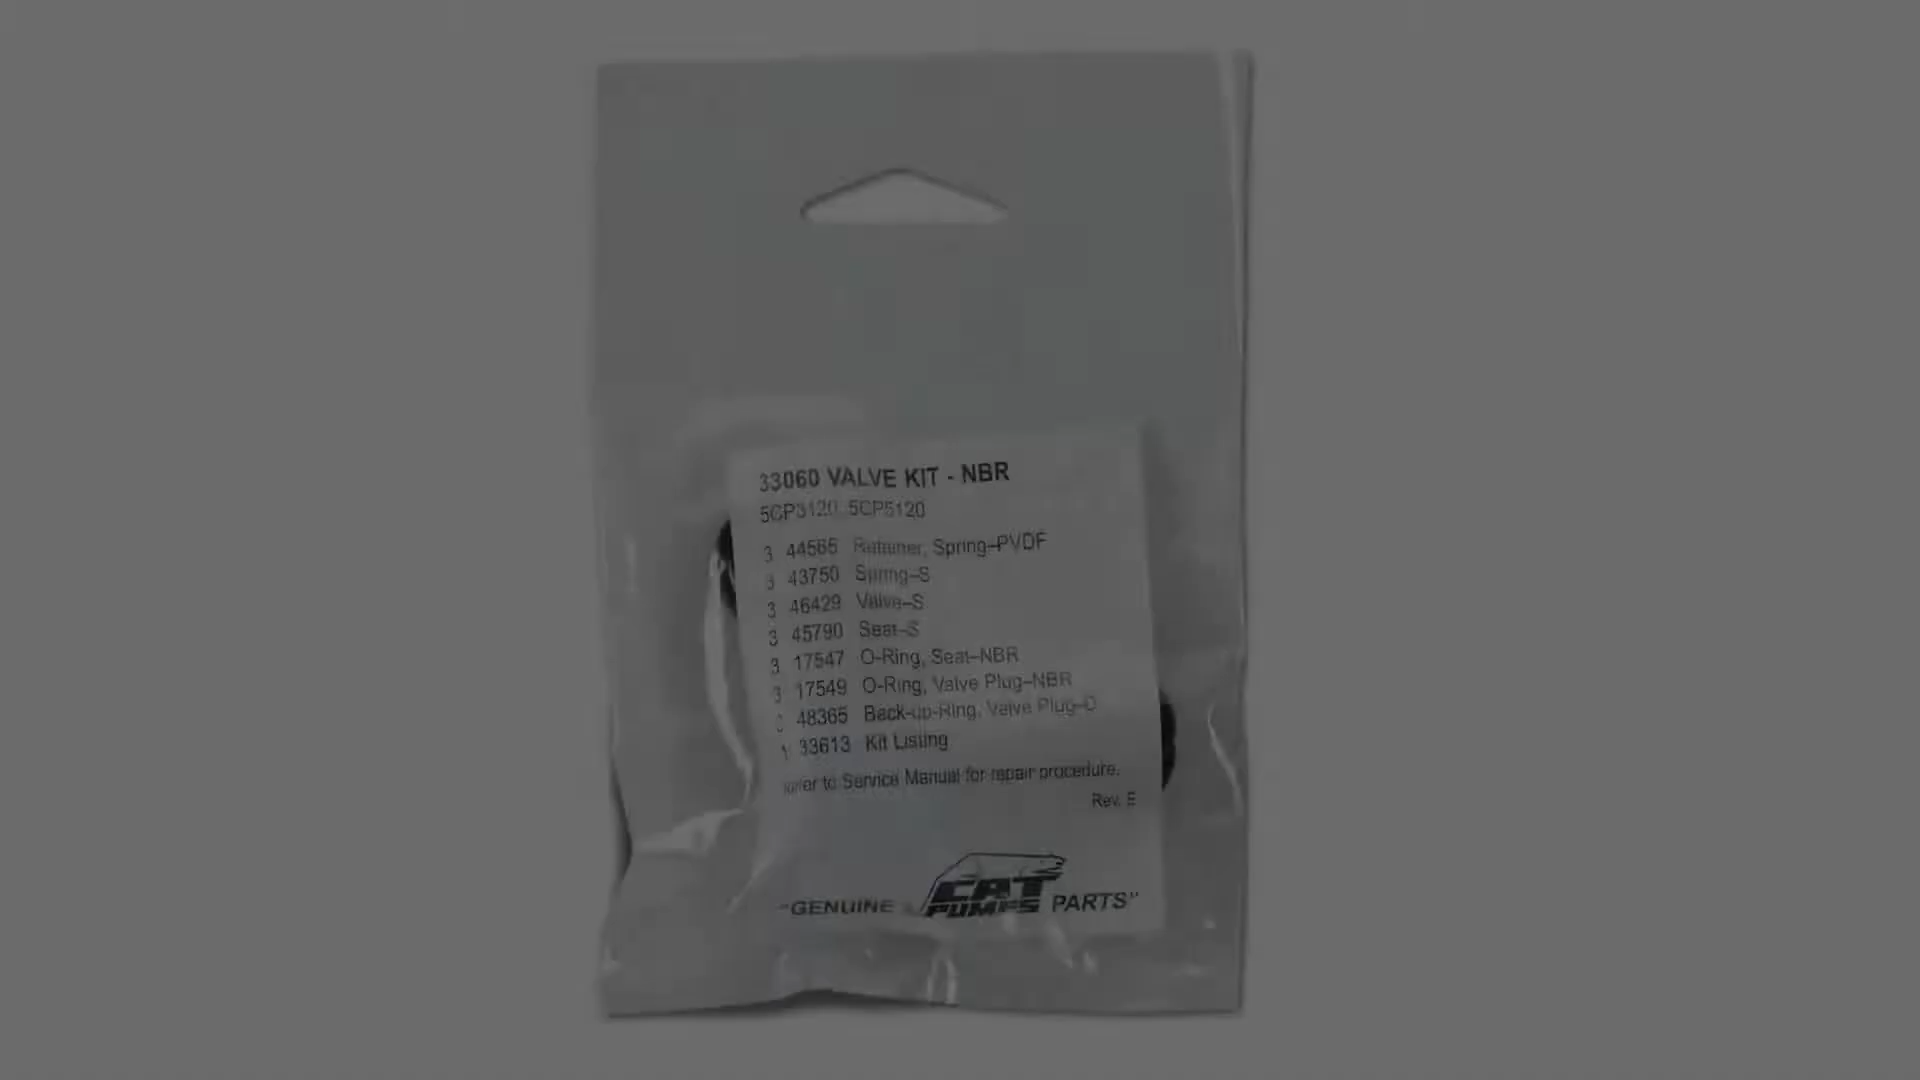 33060 VALVE KIT - NBR
5CP3120, 5CP5120
3 44565 Retainer, Spring–PVDF
3 43750 Spring–S
3 46429 Valve–S
3 45790 Seat–S
3 17547 O-Ring, Seat–NBR
3 17549 O-Ring, Valve Plug–NBR
48365 Back-up-Ring, Valve Plug–D
1 33613 Kit Listing
to Service Manual for repair procedure.
Rev. E
"GENUINE CAT PUMPS PARTS"